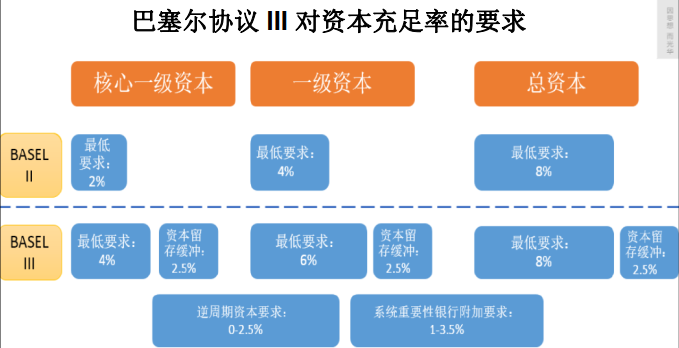 巴塞尔协议 III 对资本充足率的要求
核心一级资本
一级资本
总资本
BASEL
II
最低
要求：
2%
最低要求：
4%
最低要求：
8%
BASEL
III
最低要求：
4%
资本留
存缓冲：
2.5%
最低要求：
6%
资本留
存缓冲：
2.5%
最低要求：
8%
资本留
存缓冲：
2.5%
逆周期资本要求：
0-2.5%
系统重要性银行附加要求：
1-3.5%